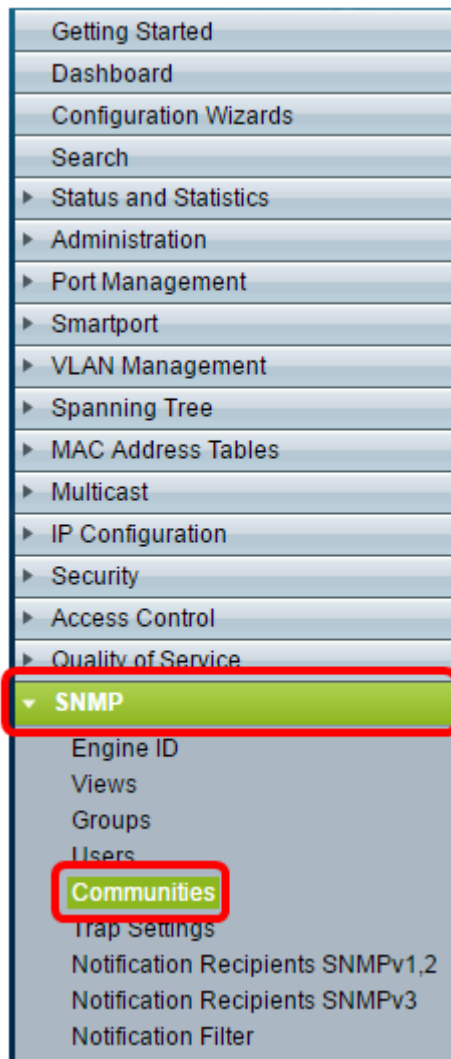 Getting Started
Dashboard
Configuration Wizards
Search
Status and Statistics
Administration
Port Management
Smartport
VLAN Management
Spanning Tree
MAC Address Tables
Multicast
IP Configuration
Security
Access Control
Quality of Service
SNMP
Engine ID
Views
Groups
Users
Communities
Trap Settings
Notification Recipients SNMPv1,2
Notification Recipients SNMPv3
Notification Filter